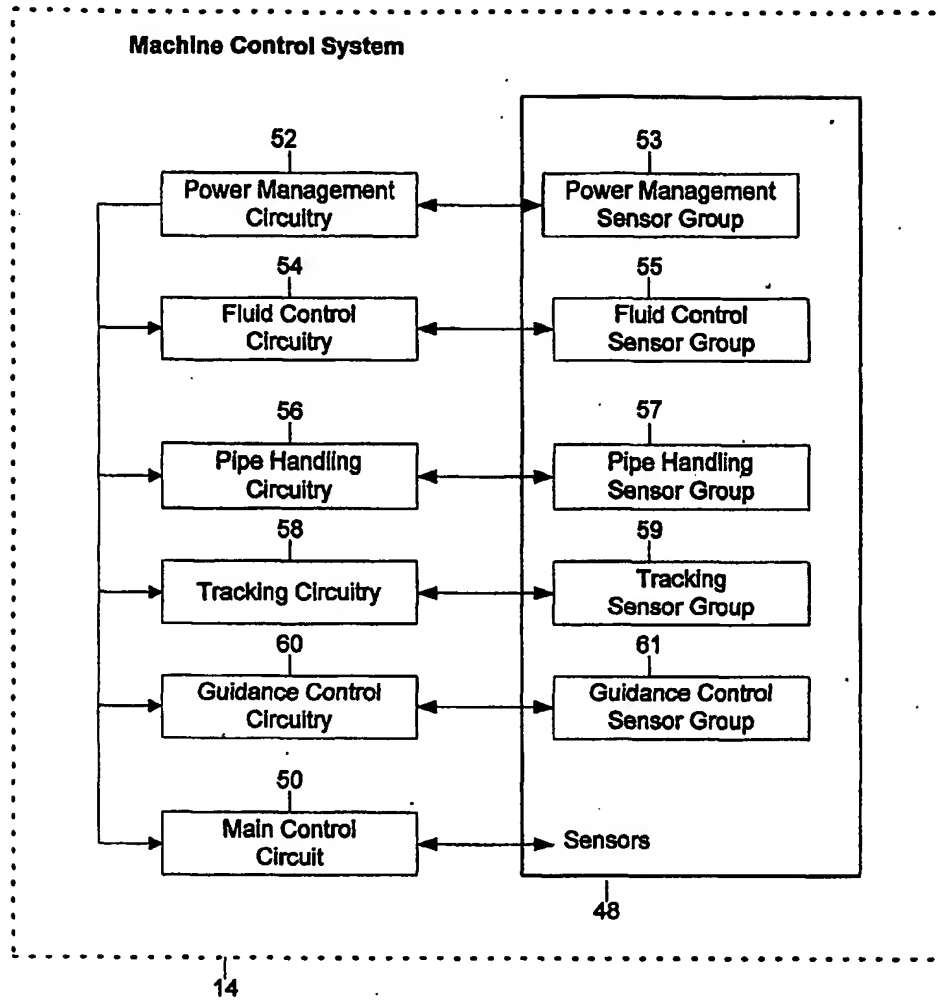 Machine Control System
52
53
Power Management
Circuitry
Power Management
Sensor Group
54
55
Fluid Control
Circuitry
Fluid Control
Sensor Group
56
57
Pipe Handling
Circuitry
Pipe Handling
Sensor Group
58
59
Tracking Circuitry
Tracking
Sensor Group
60
61
Guidance Control
Circuitry
Guidance Control
Sensor Group
50
Main Control
Circuit
Sensors
48
14